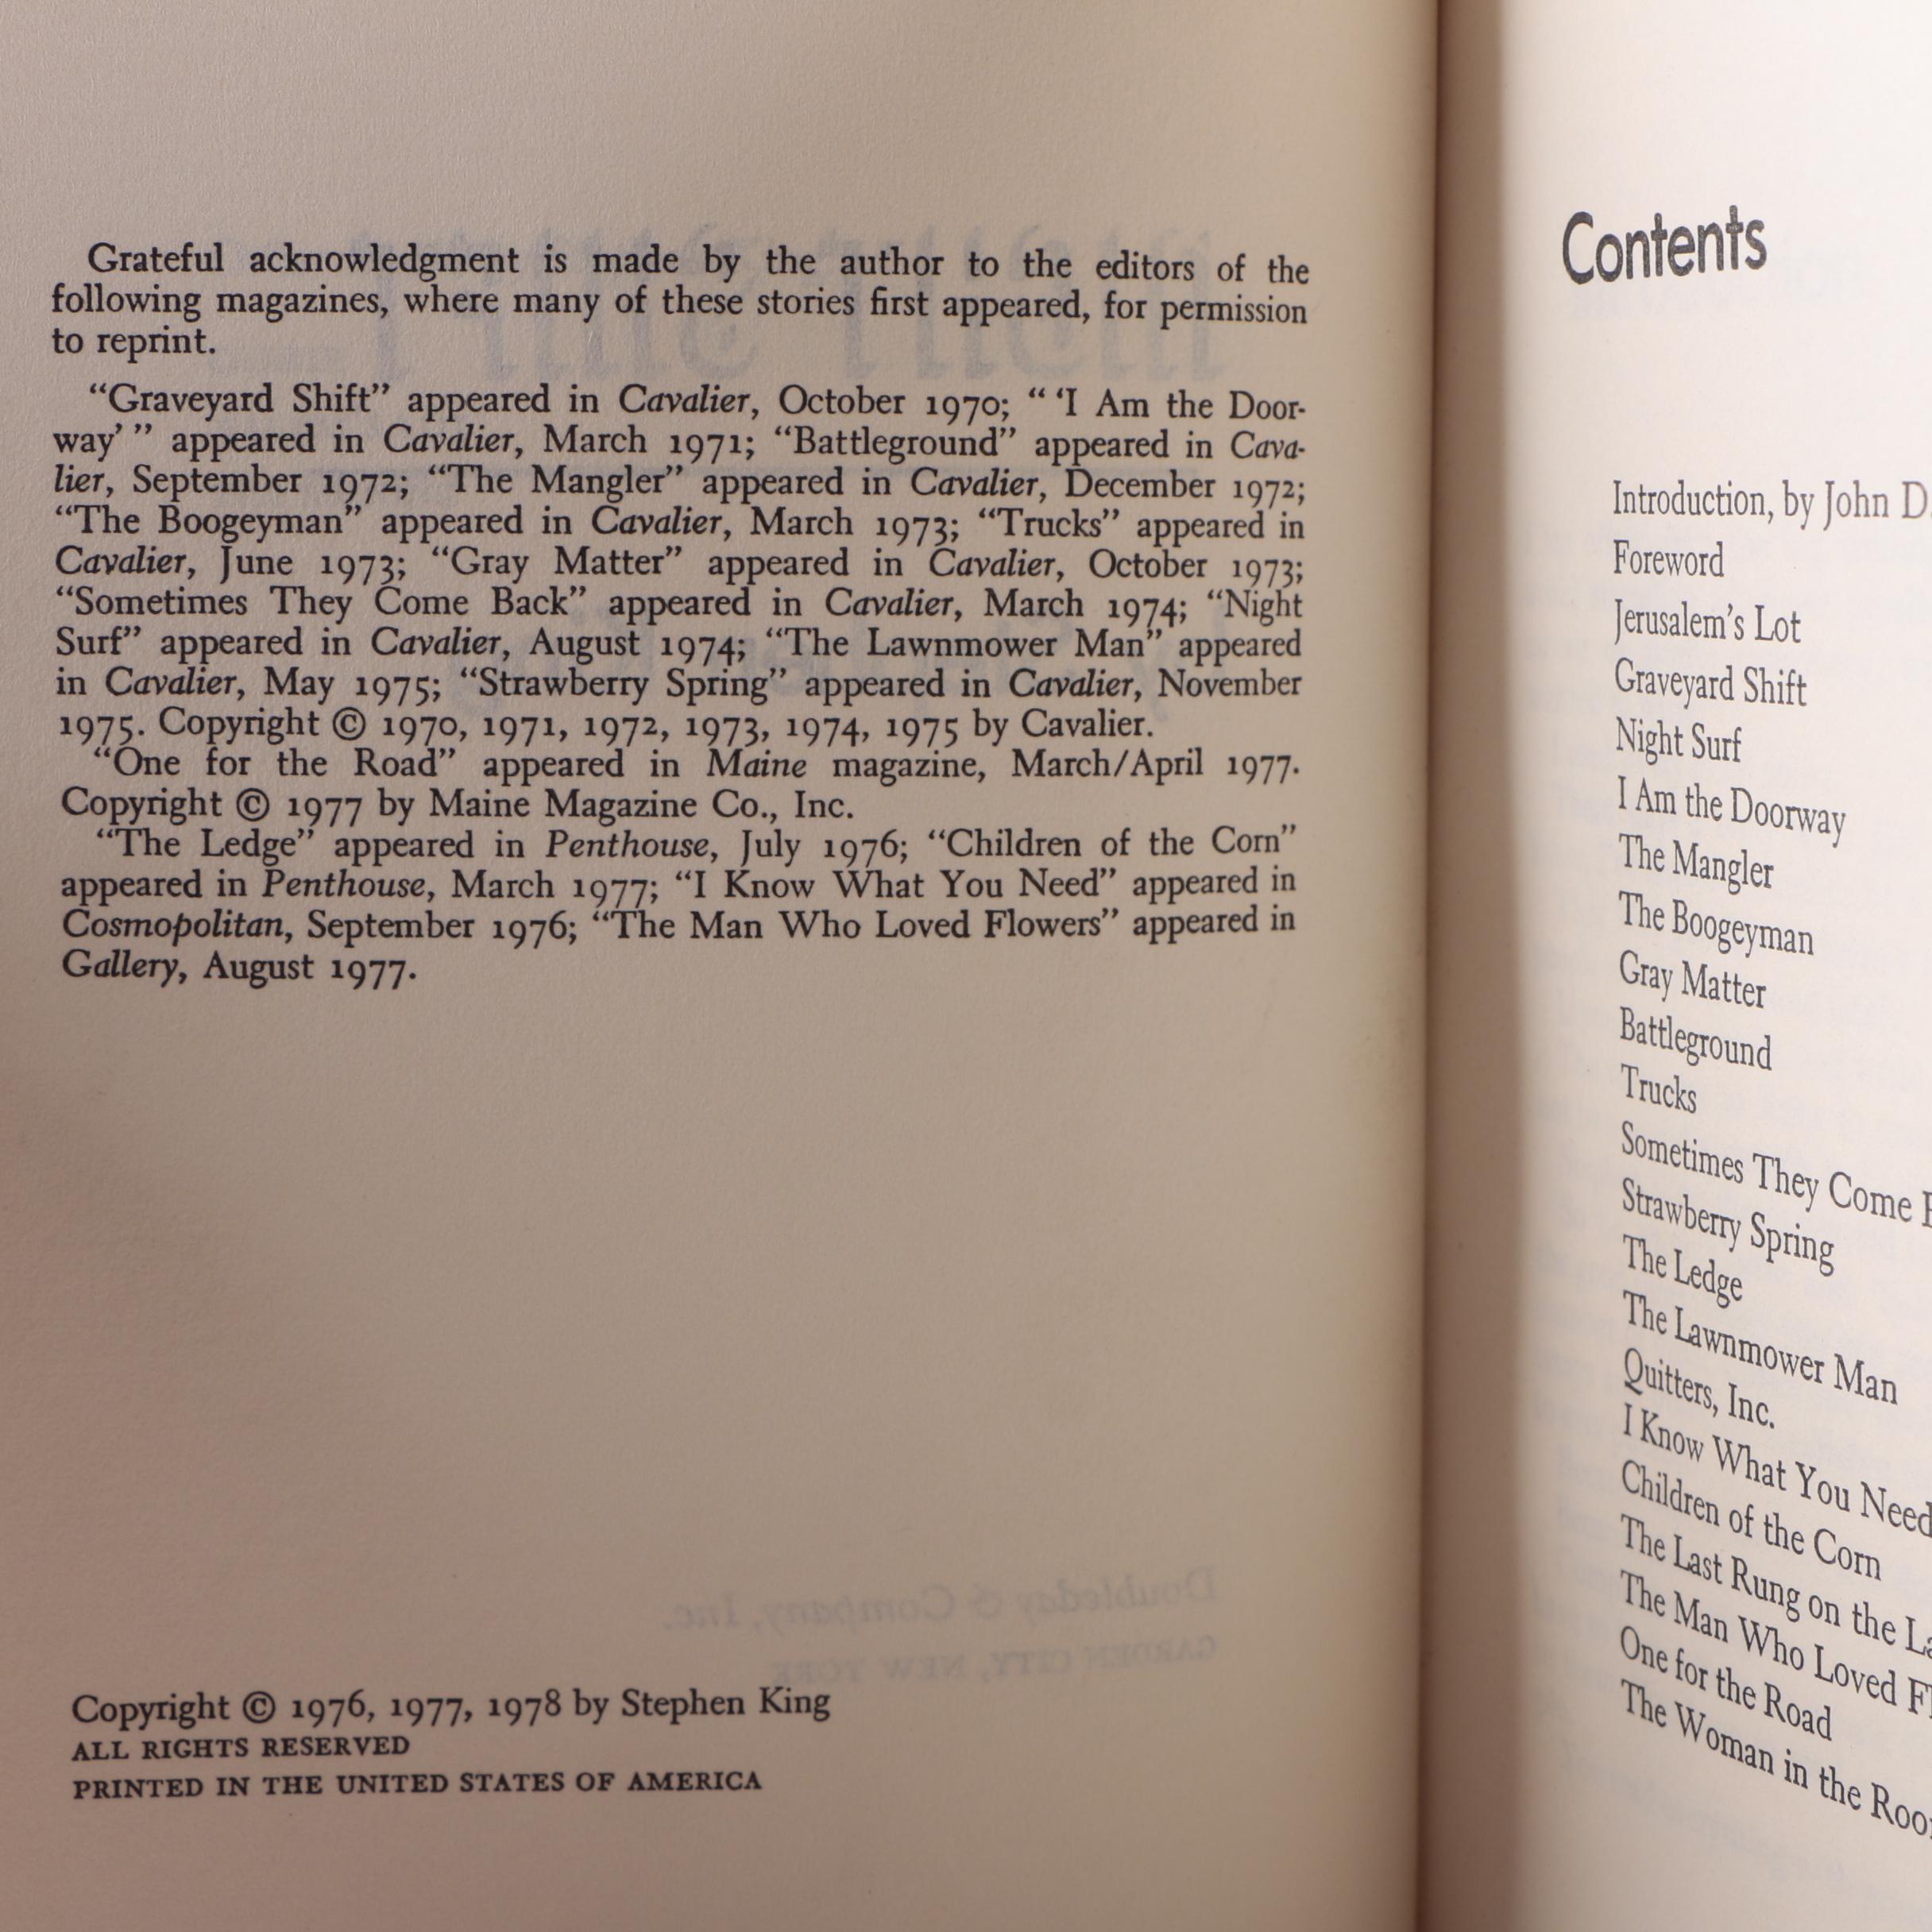 Grateful acknowledgment is made by the author to the editors of the
following magazines, where many of these stories first appeared, for permission
to reprint.
“Graveyard Shift” appeared in Cavalier, October 1970; “ ‘I Am the Door-
way’ ” appeared in Cavalier, March 1971; “Battleground” appeared in Cava-
lier, September 1972; “The Mangler” appeared in Cavalier, December 1972;
“The Boogeyman” appeared in Cavalier, March 1973; “Trucks” appeared in
Cavalier, June 1973; “Gray Matter” appeared in Cavalier, October 1973;
“Sometimes They Come Back” appeared in Cavalier, March 1974; “Night
Surf” appeared in Cavalier, August 1974; “The Lawnmower Man” appeared
in Cavalier, May 1975; “Strawberry Spring” appeared in Cavalier, November
1975. Copyright © 1970, 1971, 1972, 1973, 1974, 1975 by Cavalier.
“One for the Road” appeared in Maine magazine, March/April 1977.
Copyright © 1977 by Maine Magazine Co., Inc.
“The Ledge” appeared in Penthouse, July 1976; “Children of the Corn”
appeared in Penthouse, March 1977; “I Know What You Need” appeared in
Cosmopolitan, September 1976; “The Man Who Loved Flowers” appeared in
Gallery, August 1977.
Doubleday & Company, Inc.
GARDEN CITY, NEW YORK
Copyright © 1976, 1977, 1978 by Stephen King
ALL RIGHTS RESERVED
PRINTED IN THE UNITED STATES OF AMERICA
Contents
Introduction, by John D.
Foreword
Jerusalem's Lot
Graveyard Shift
Night Surf
I Am the Doorway
The Mangler
The Boogeyman
Gray Matter
Battleground
Trucks
Sometimes They Come
Strawberry Spring
The Ledge
The Lawnmower Man
Quitters, Inc.
I Know What You Need
Children of the Corn
The Last Rung on the
The Man Who Loved
One for the Road
The Woman in the